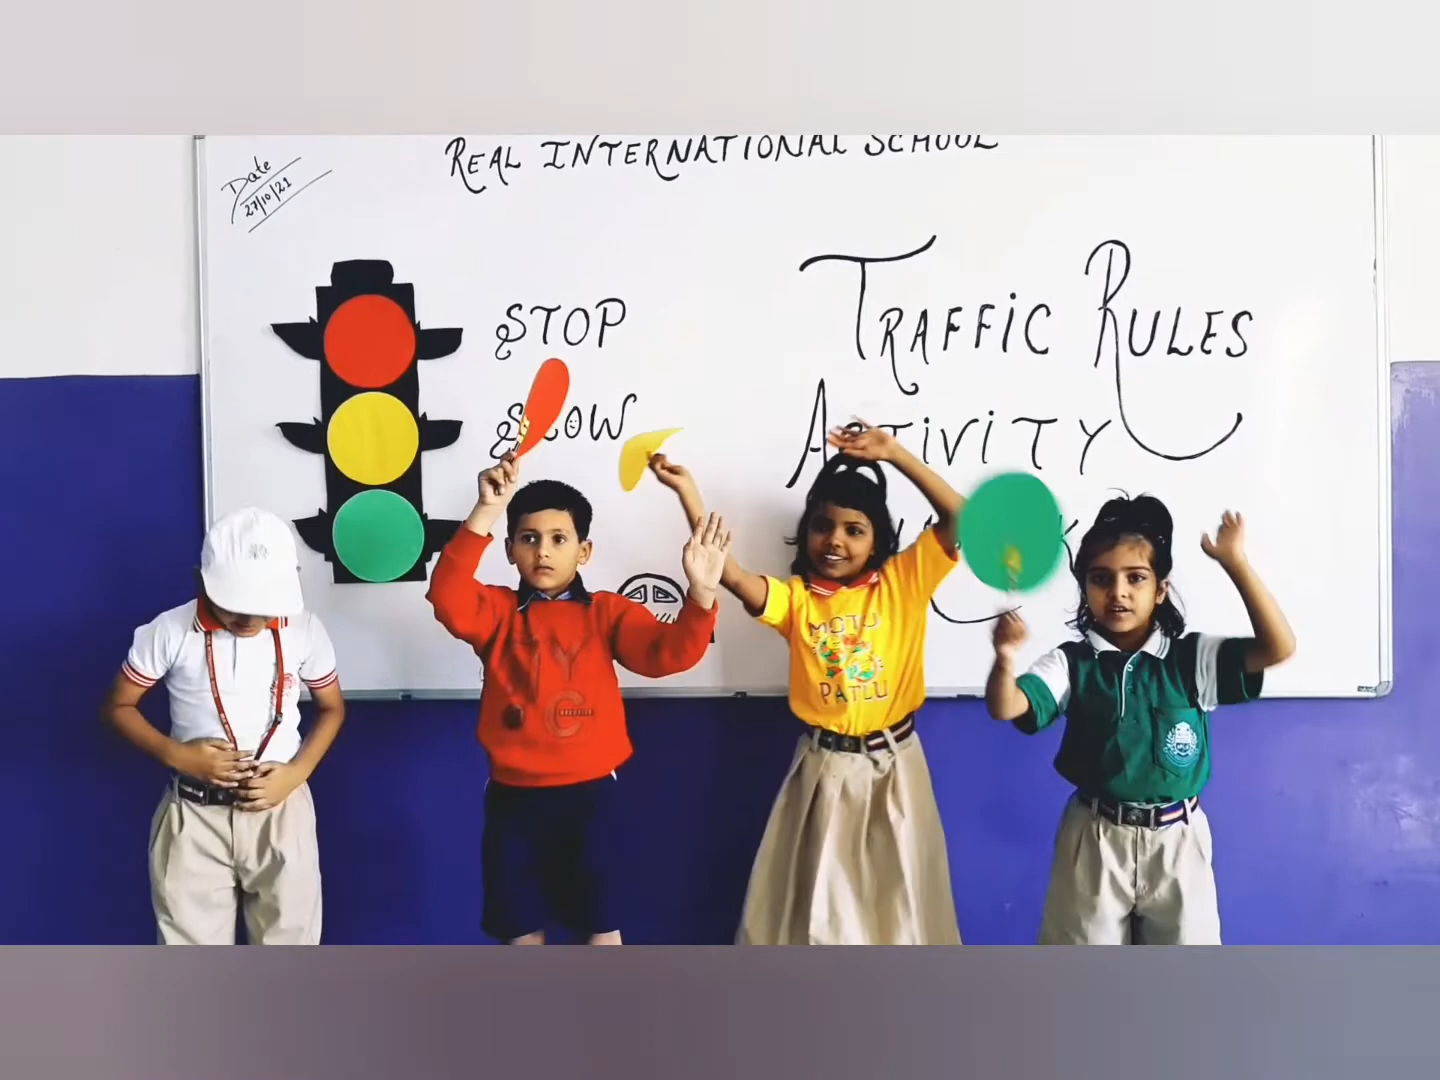 REAL INTERNATIONAL SCHOOL
Date
27/10/21
STOP
SLOW
TRAFFIC RULES
ACTIVITY
MOTU
PATLU